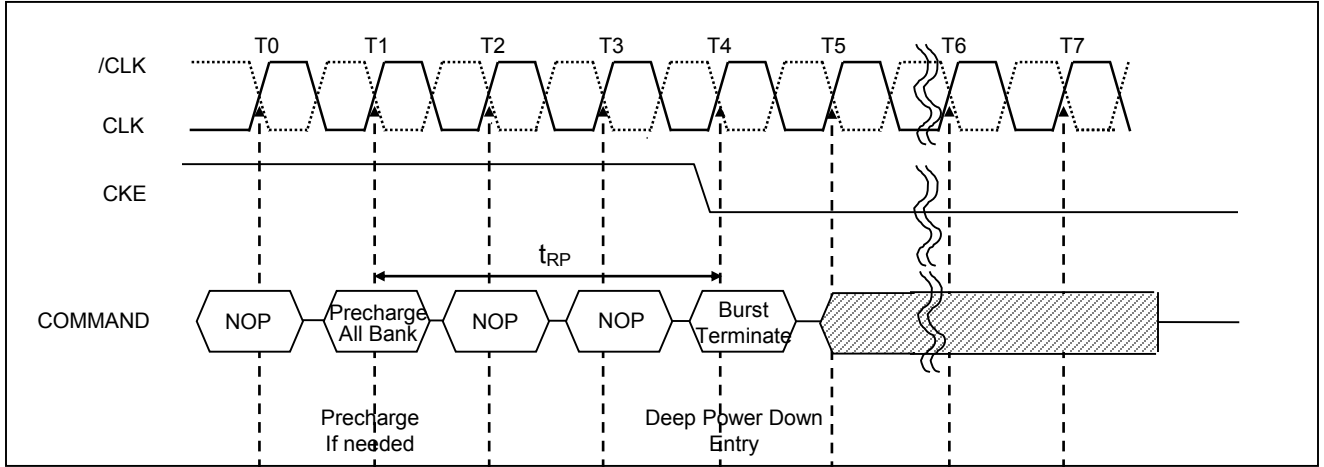 T0 T1 T2 T3 T4 T5 T6 T7
/CLK
CLK
CKE
tRP
COMMAND
NOP
Precharge
All Bank
NOP
NOP
Burst
Terminate
Precharge
If needed
Deep Power Down
Entry